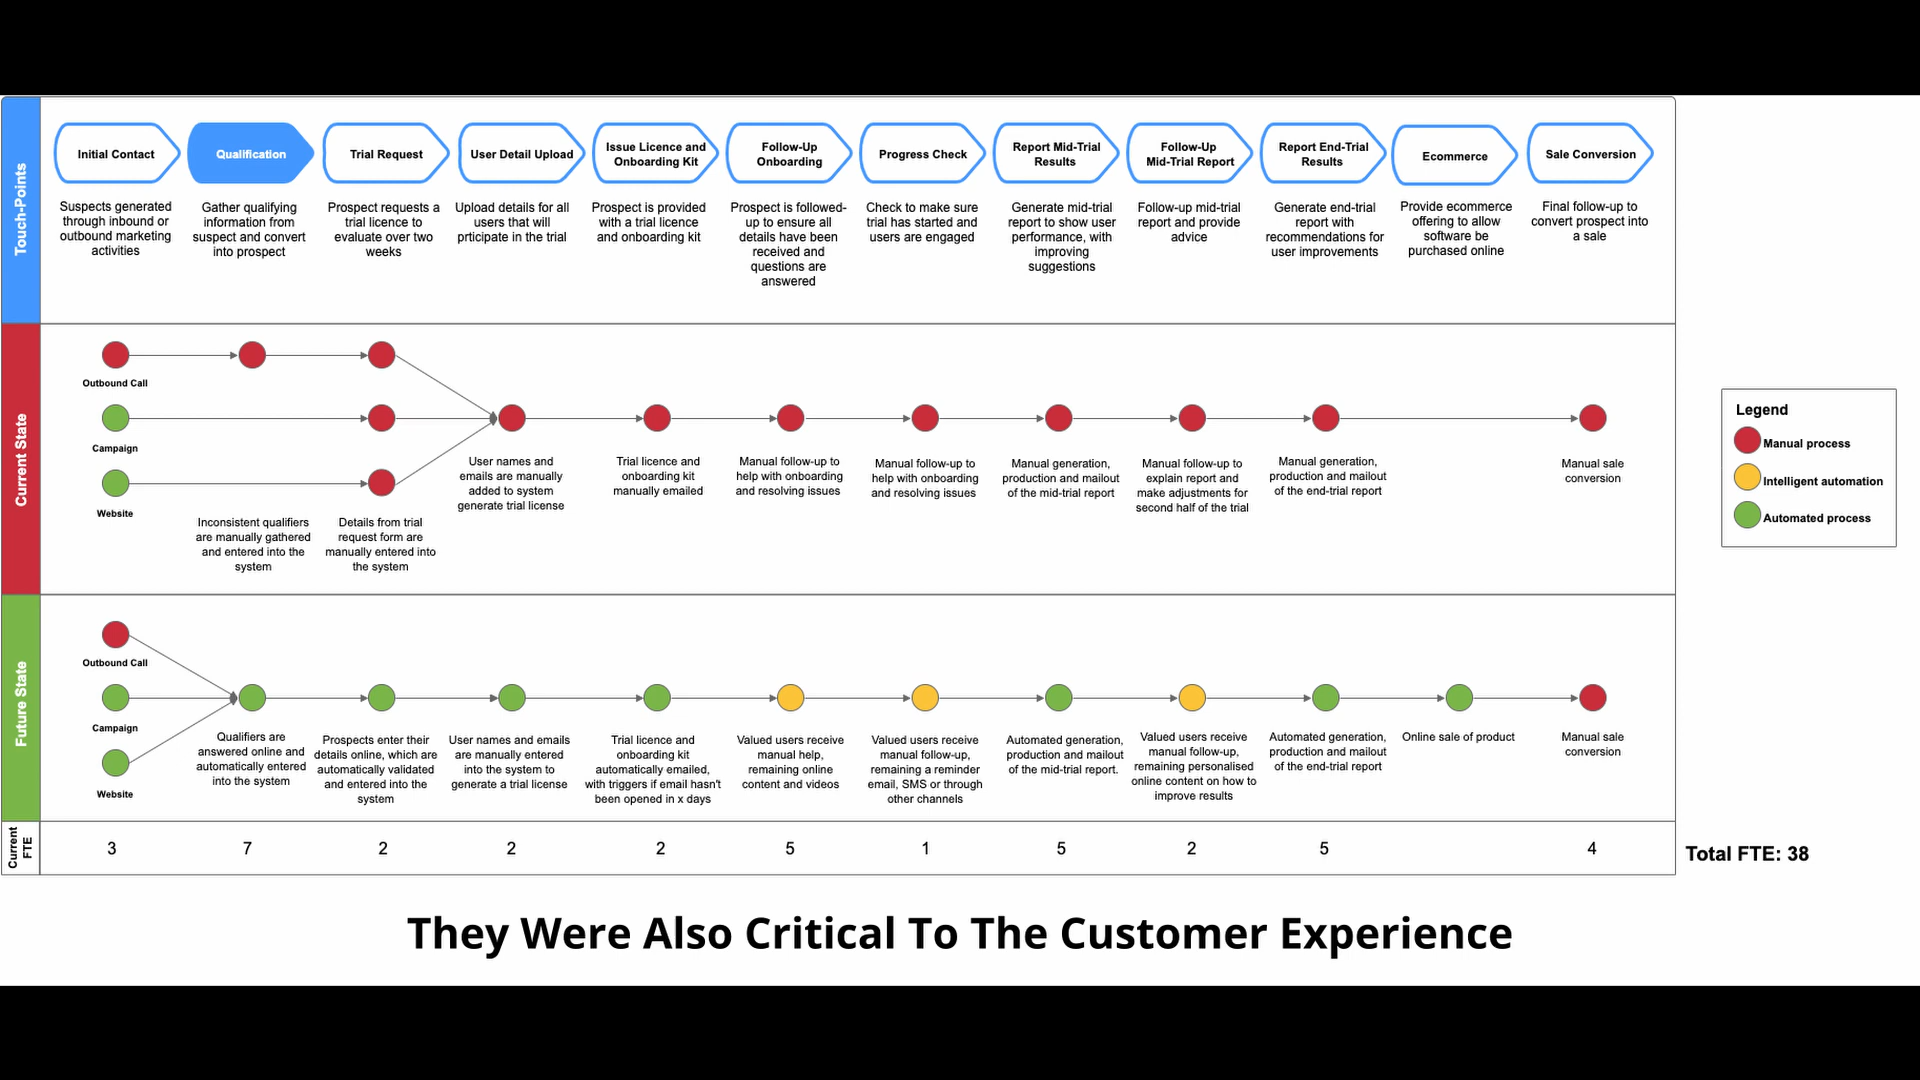 Touch-Points
Initial Contact
Qualification
Trial Request
User Detail Upload
Issue Licence and
Onboarding Kit
Follow-Up
Onboarding
Progress Check
Report Mid-Trial
Results
Follow-Up
Mid-Trial Report
Report End-Trial
Results
Ecommerce
Sale Conversion
Suspects generated
through inbound or
outbound marketing
activities
Gather qualifying
information from
suspect and convert
into prospect
Prospect requests a
trial licence to
evaluate over two
weeks
Upload details for all
users that will
prticipate in the trial
Prospect is provided
with a trial licence
and onboarding kit
Prospect is followed-
up to ensure all
details have been
received and
questions are
answered
Check to make sure
trial has started and
users are engaged
Generate mid-trial
report to show user
performance, with
improving
suggestions
Follow-up mid-trial
report and provide
advice
Generate end-trial
report with
recommendations for
user improvements
Provide ecommerce
offering to allow
software be
purchased online
Final follow-up to
convert prospect into
a sale
Current State
Outbound Call
Campaign
Website
Inconsistent qualifiers
are manually gathered
and entered into the
system
Details from trial
request form are
manually entered into
the system
User names and
emails are manually
added to system
generate trial license
Trial licence and
onboarding kit
manually emailed
Manual follow-up to
help with onboarding
and resolving issues
Manual follow-up to
help with onboarding
and resolving issues
Manual generation,
production and mailout
of the mid-trial report
Manual follow-up to
explain report and
make adjustments for
second half of the trial
Manual generation,
production and mailout
of the end-trial report
Manual sale
conversion
Legend
Manual process
Intelligent automation
Automated process
Future State
Outbound Call
Campaign
Website
Qualifiers are
answered online and
automatically entered
into the system
Prospects enter their
details online, which are
automatically validated
and entered into the
system
User names and emails
are manually entered
into the system to
generate a trial license
Trial licence and
onboarding kit
automatically emailed,
with triggers if email hasn't
been opened in x days
Valued users receive
manual help,
remaining online
content and videos
Valued users receive
manual follow-up,
remaining a reminder
email, SMS or through
other channels
Automated generation,
production and mailout
of the mid-trial report.
Valued users receive
manual follow-up,
remaining personalised
online content on how to
improve results
Automated generation,
production and mailout
of the end-trial report
Online sale of product
Manual sale
conversion
Current
FTE
3
7
2
2
2
5
1
5
2
5
4
Total FTE: 38
They Were Also Critical To The Customer Experience